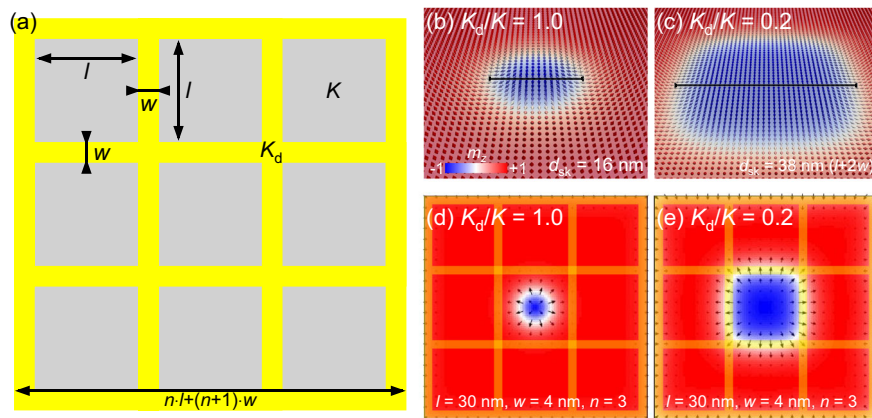 (a)
l
w
l
K
w
K_d
n·l+(n+1)·w
(b) K_d/K = 1.0
m_z
-1 +1
d_sk = 16 nm
(c) K_d/K = 0.2
d_sk = 38 nm (l+2w)
(d) K_d/K = 1.0
l = 30 nm, w = 4 nm, n = 3
(e) K_d/K = 0.2
l = 30 nm, w = 4 nm, n = 3